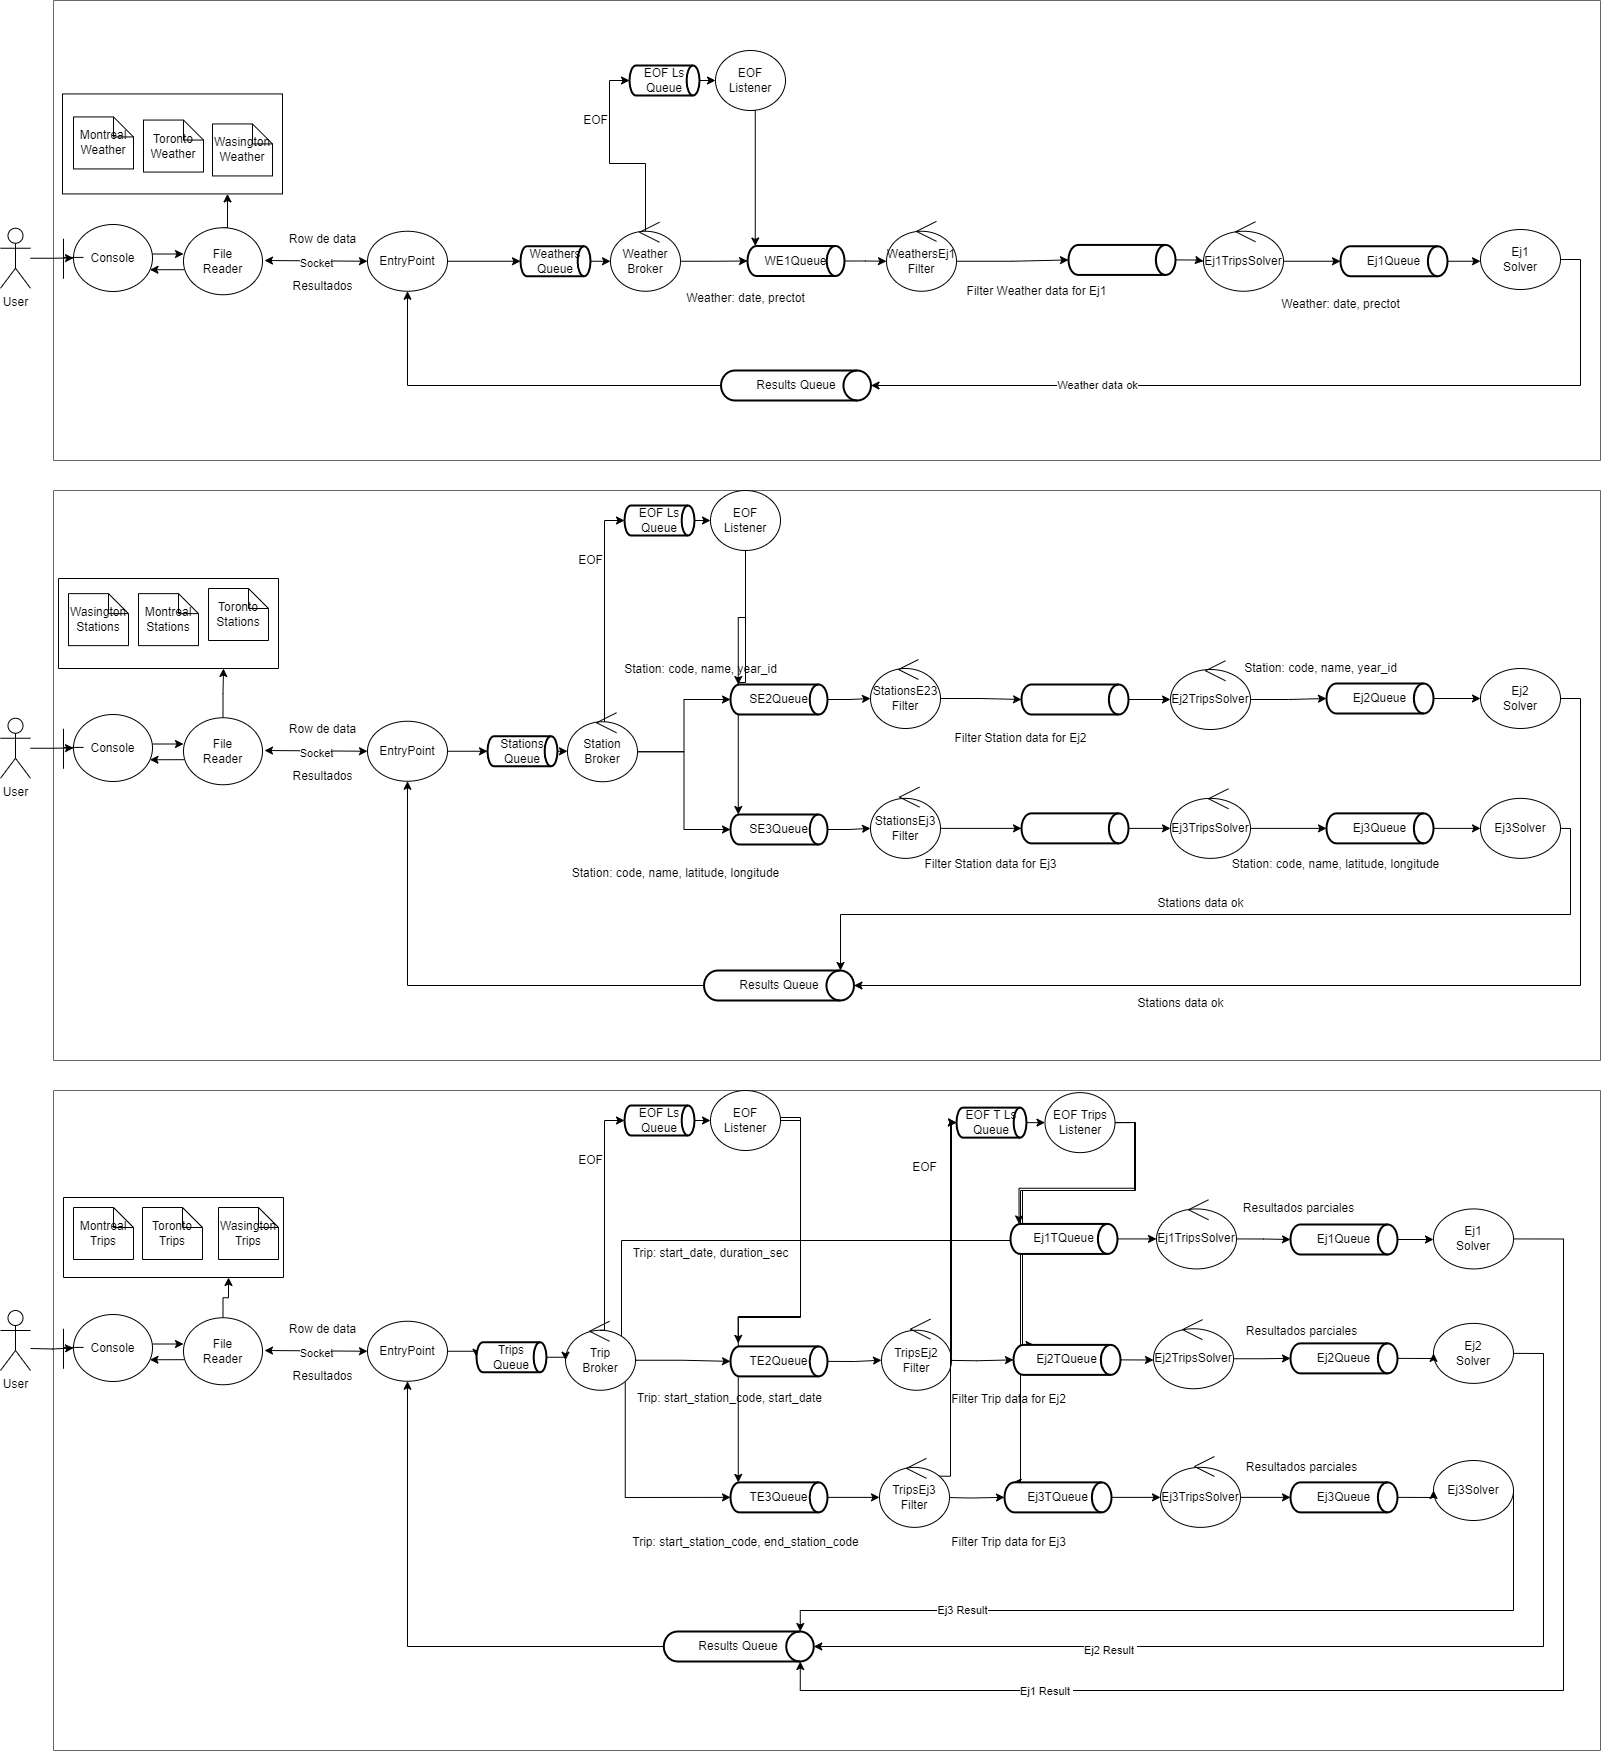 EOF Ls
Queue
EOF
Listener
EOF
Montreal
Weather
Toronto
Weather
Wasington
Weather
User
Console
File
Reader
Row de data
Socket
Resultados
EntryPoint
Weathers
Queue
Weather
Broker
WE1Queue
Weather: date, prectot
WeathersEj1
Filter
Filter Weather data for Ej1
Ej1TripsSolver
Ej1Queue
Weather: date, prectot
Ej1
Solver
Results Queue
Weather data ok
EOF Ls
Queue
EOF
Listener
EOF
Wasington
Stations
Montreal
Stations
Toronto
Stations
User
Console
File
Reader
Row de data
Socket
Resultados
EntryPoint
Stations
Queue
Station
Broker
Station: code, name, year_id
SE2Queue
StationsE23
Filter
Filter Station data for Ej2
Ej2TripsSolver
Station: code, name, year_id
Ej2Queue
Ej2
Solver
SE3Queue
Station: code, name, latitude, longitude
StationsEj3
Filter
Filter Station data for Ej3
Ej3TripsSolver
Ej3Queue
Station: code, name, latitude, longitude
Ej3Solver
Stations data ok
Results Queue
Stations data ok
EOF Ls
Queue
EOF
Listener
EOF
EOF T Ls
Queue
EOF Trips
Listener
EOF
Montreal
Trips
Toronto
Trips
Wasington
Trips
User
Console
File
Reader
Row de data
Socket
Resultados
EntryPoint
Trips
Queue
Trip
Broker
Trip: start_date, duration_sec
Ej1TQueue
Ej1TripsSolver
Resultados parciales
Ej1Queue
Ej1
Solver
TE2Queue
Trip: start_station_code, start_date
TripsEj2
Filter
Filter Trip data for Ej2
Ej2TQueue
Ej2TripsSolver
Resultados parciales
Ej2Queue
Ej2
Solver
TE3Queue
Trip: start_station_code, end_station_code
TripsEj3
Filter
Filter Trip data for Ej3
Ej3TQueue
Ej3TripsSolver
Resultados parciales
Ej3Queue
Ej3Solver
Ej3 Result
Results Queue
Ej2 Result
Ej1 Result